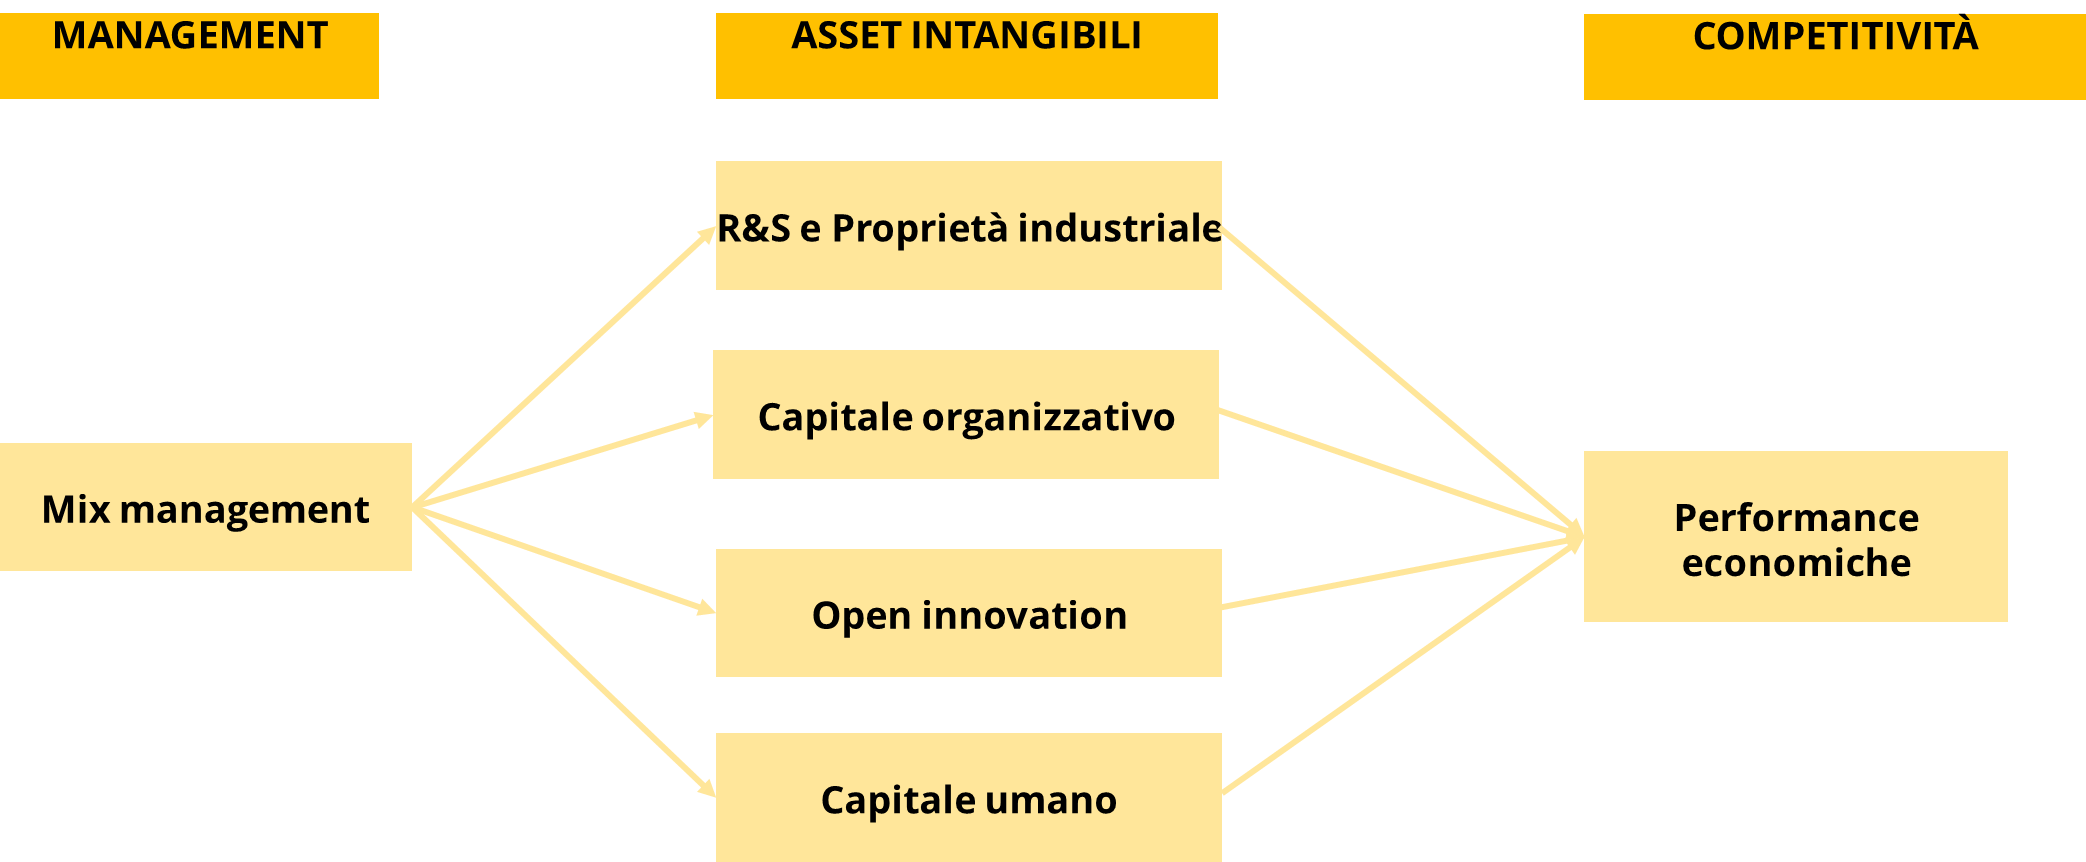 MANAGEMENT
ASSET INTANGIBILI
COMPETITIVITÀ
R&S e Proprietà industriale
Capitale organizzativo
Mix management
Performance
economiche
Open innovation
Capitale umano